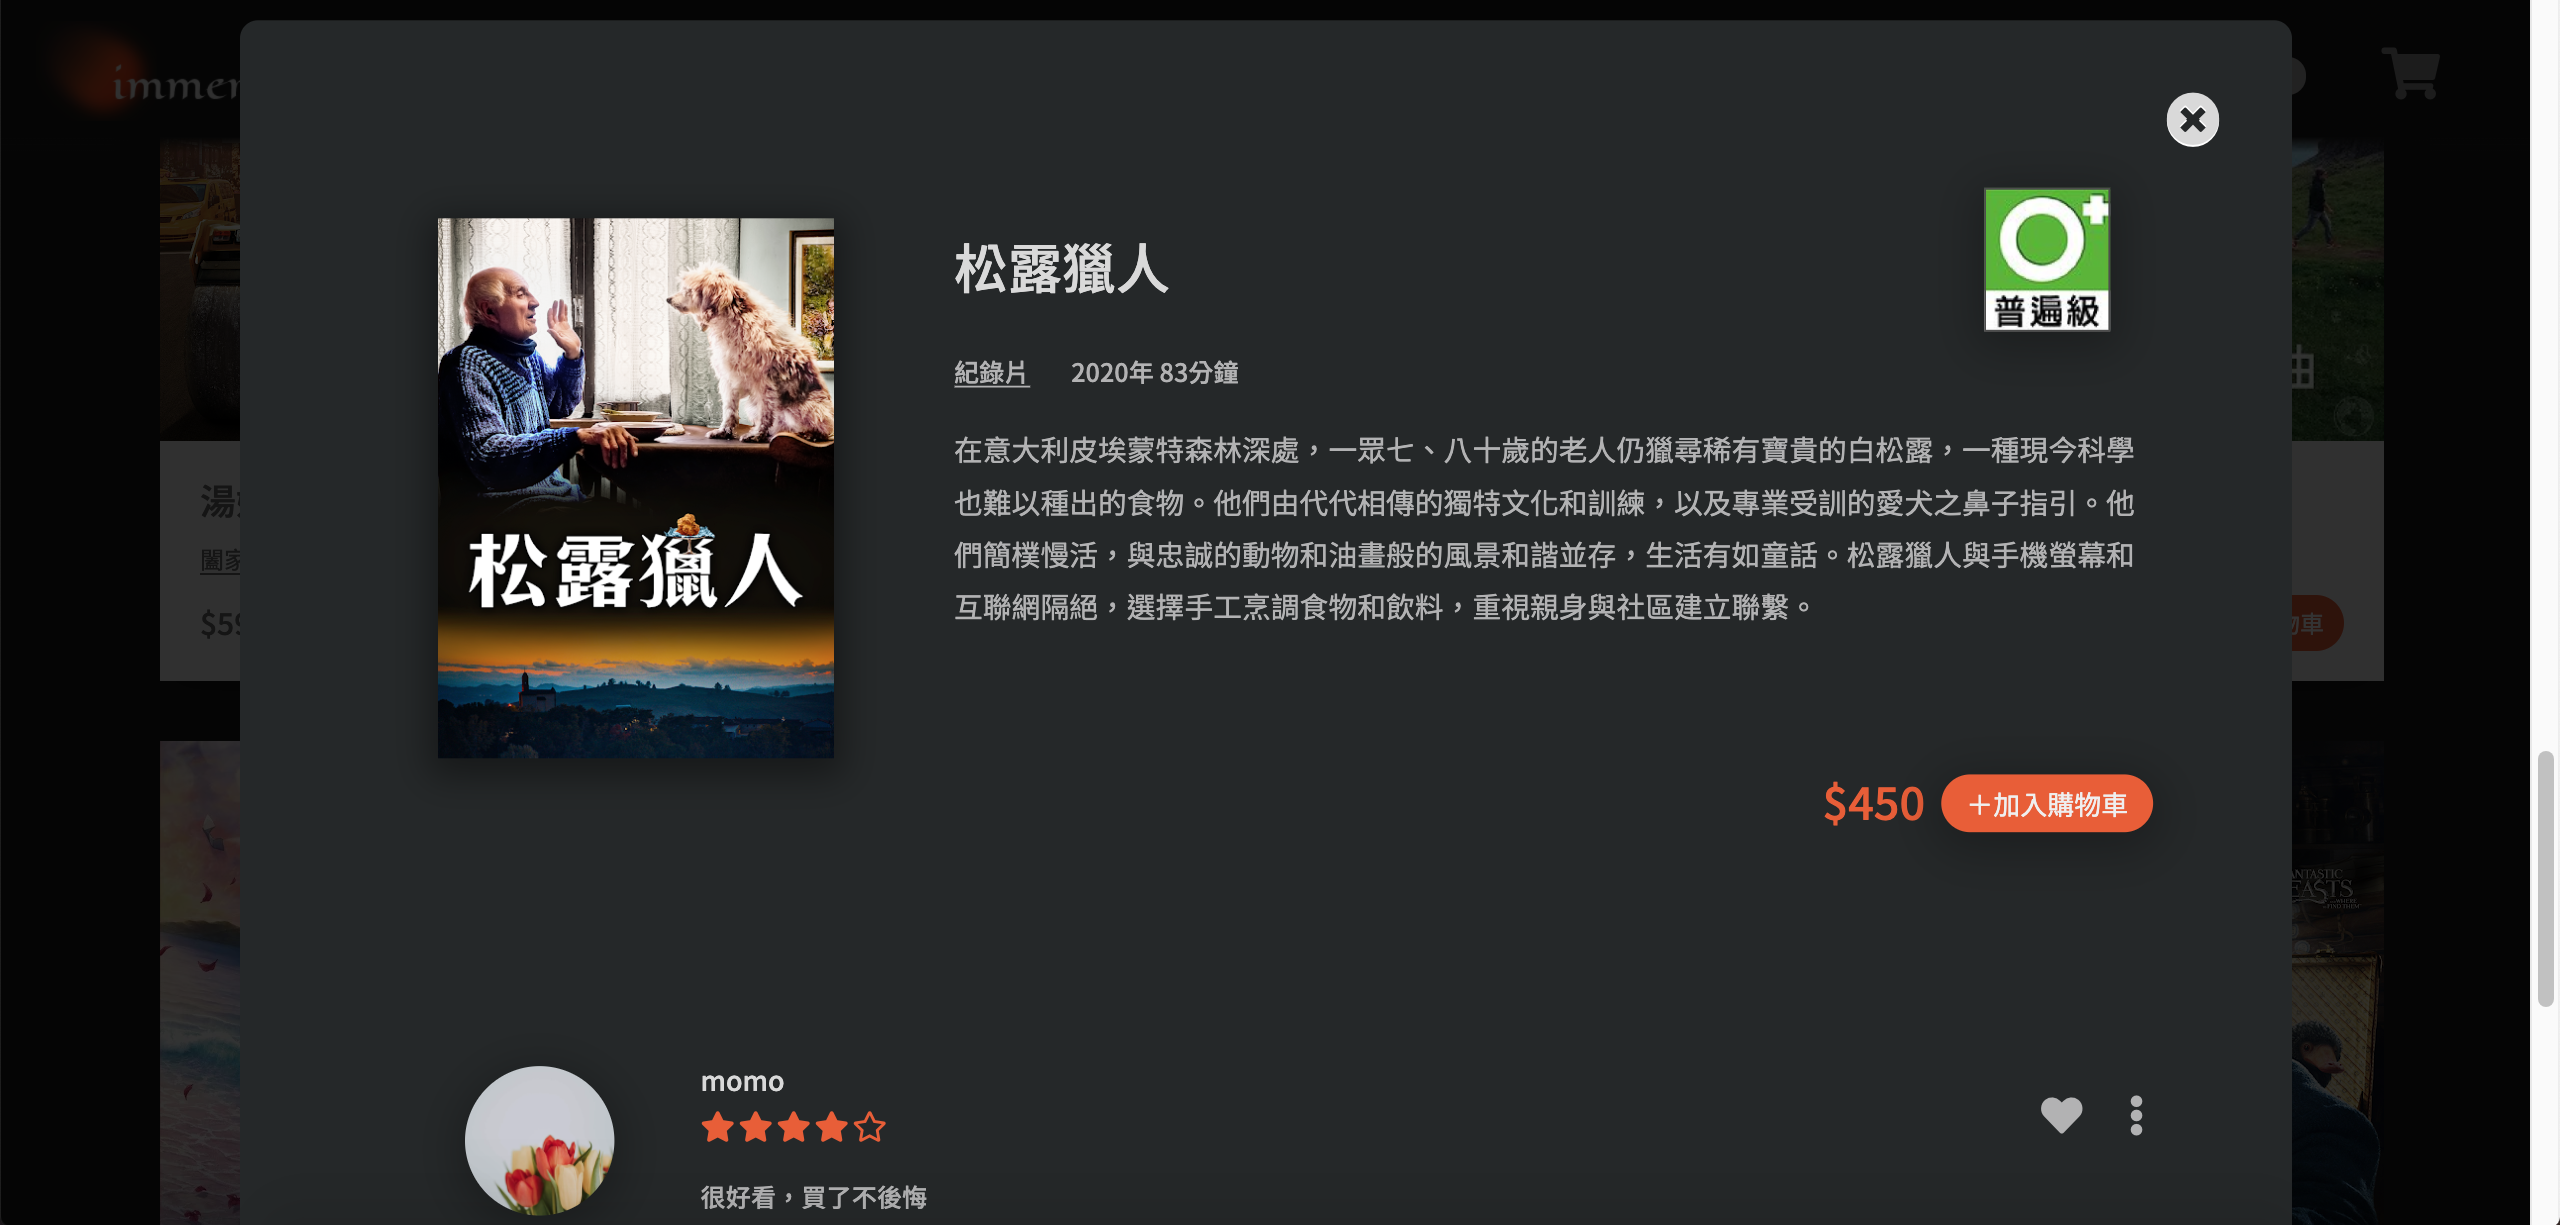 immer
普遍級
松露獵人
紀錄片 2020年 83分鐘
在意大利皮埃蒙特森林深處，一眾七、八十歲的老人仍獵尋稀有寶貴的白松露，一種現今科學
也難以種出的食物。他們由代代相傳的獨特文化和訓練，以及專業受訓的愛犬之鼻子指引。他
們簡樸慢活，與忠誠的動物和油畫般的風景和諧並存，生活有如童話。松露獵人與手機螢幕和
互聯網隔絕，選擇手工烹調食物和飲料，重視親身與社區建立聯繫。
松露獵人
湯
闔家
$59
物車
$450 +加入購物車
ANTASTIC
EASTS
momo
很好看，買了不後悔